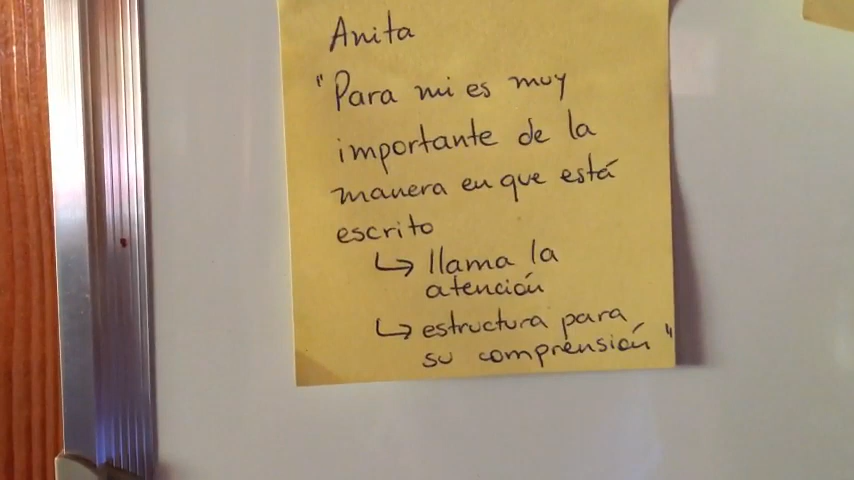 Anita
"Para mi es muy
importante de la
manera en que está
escrito
↳ llama la
atención
↳ estructura para
su comprensión"